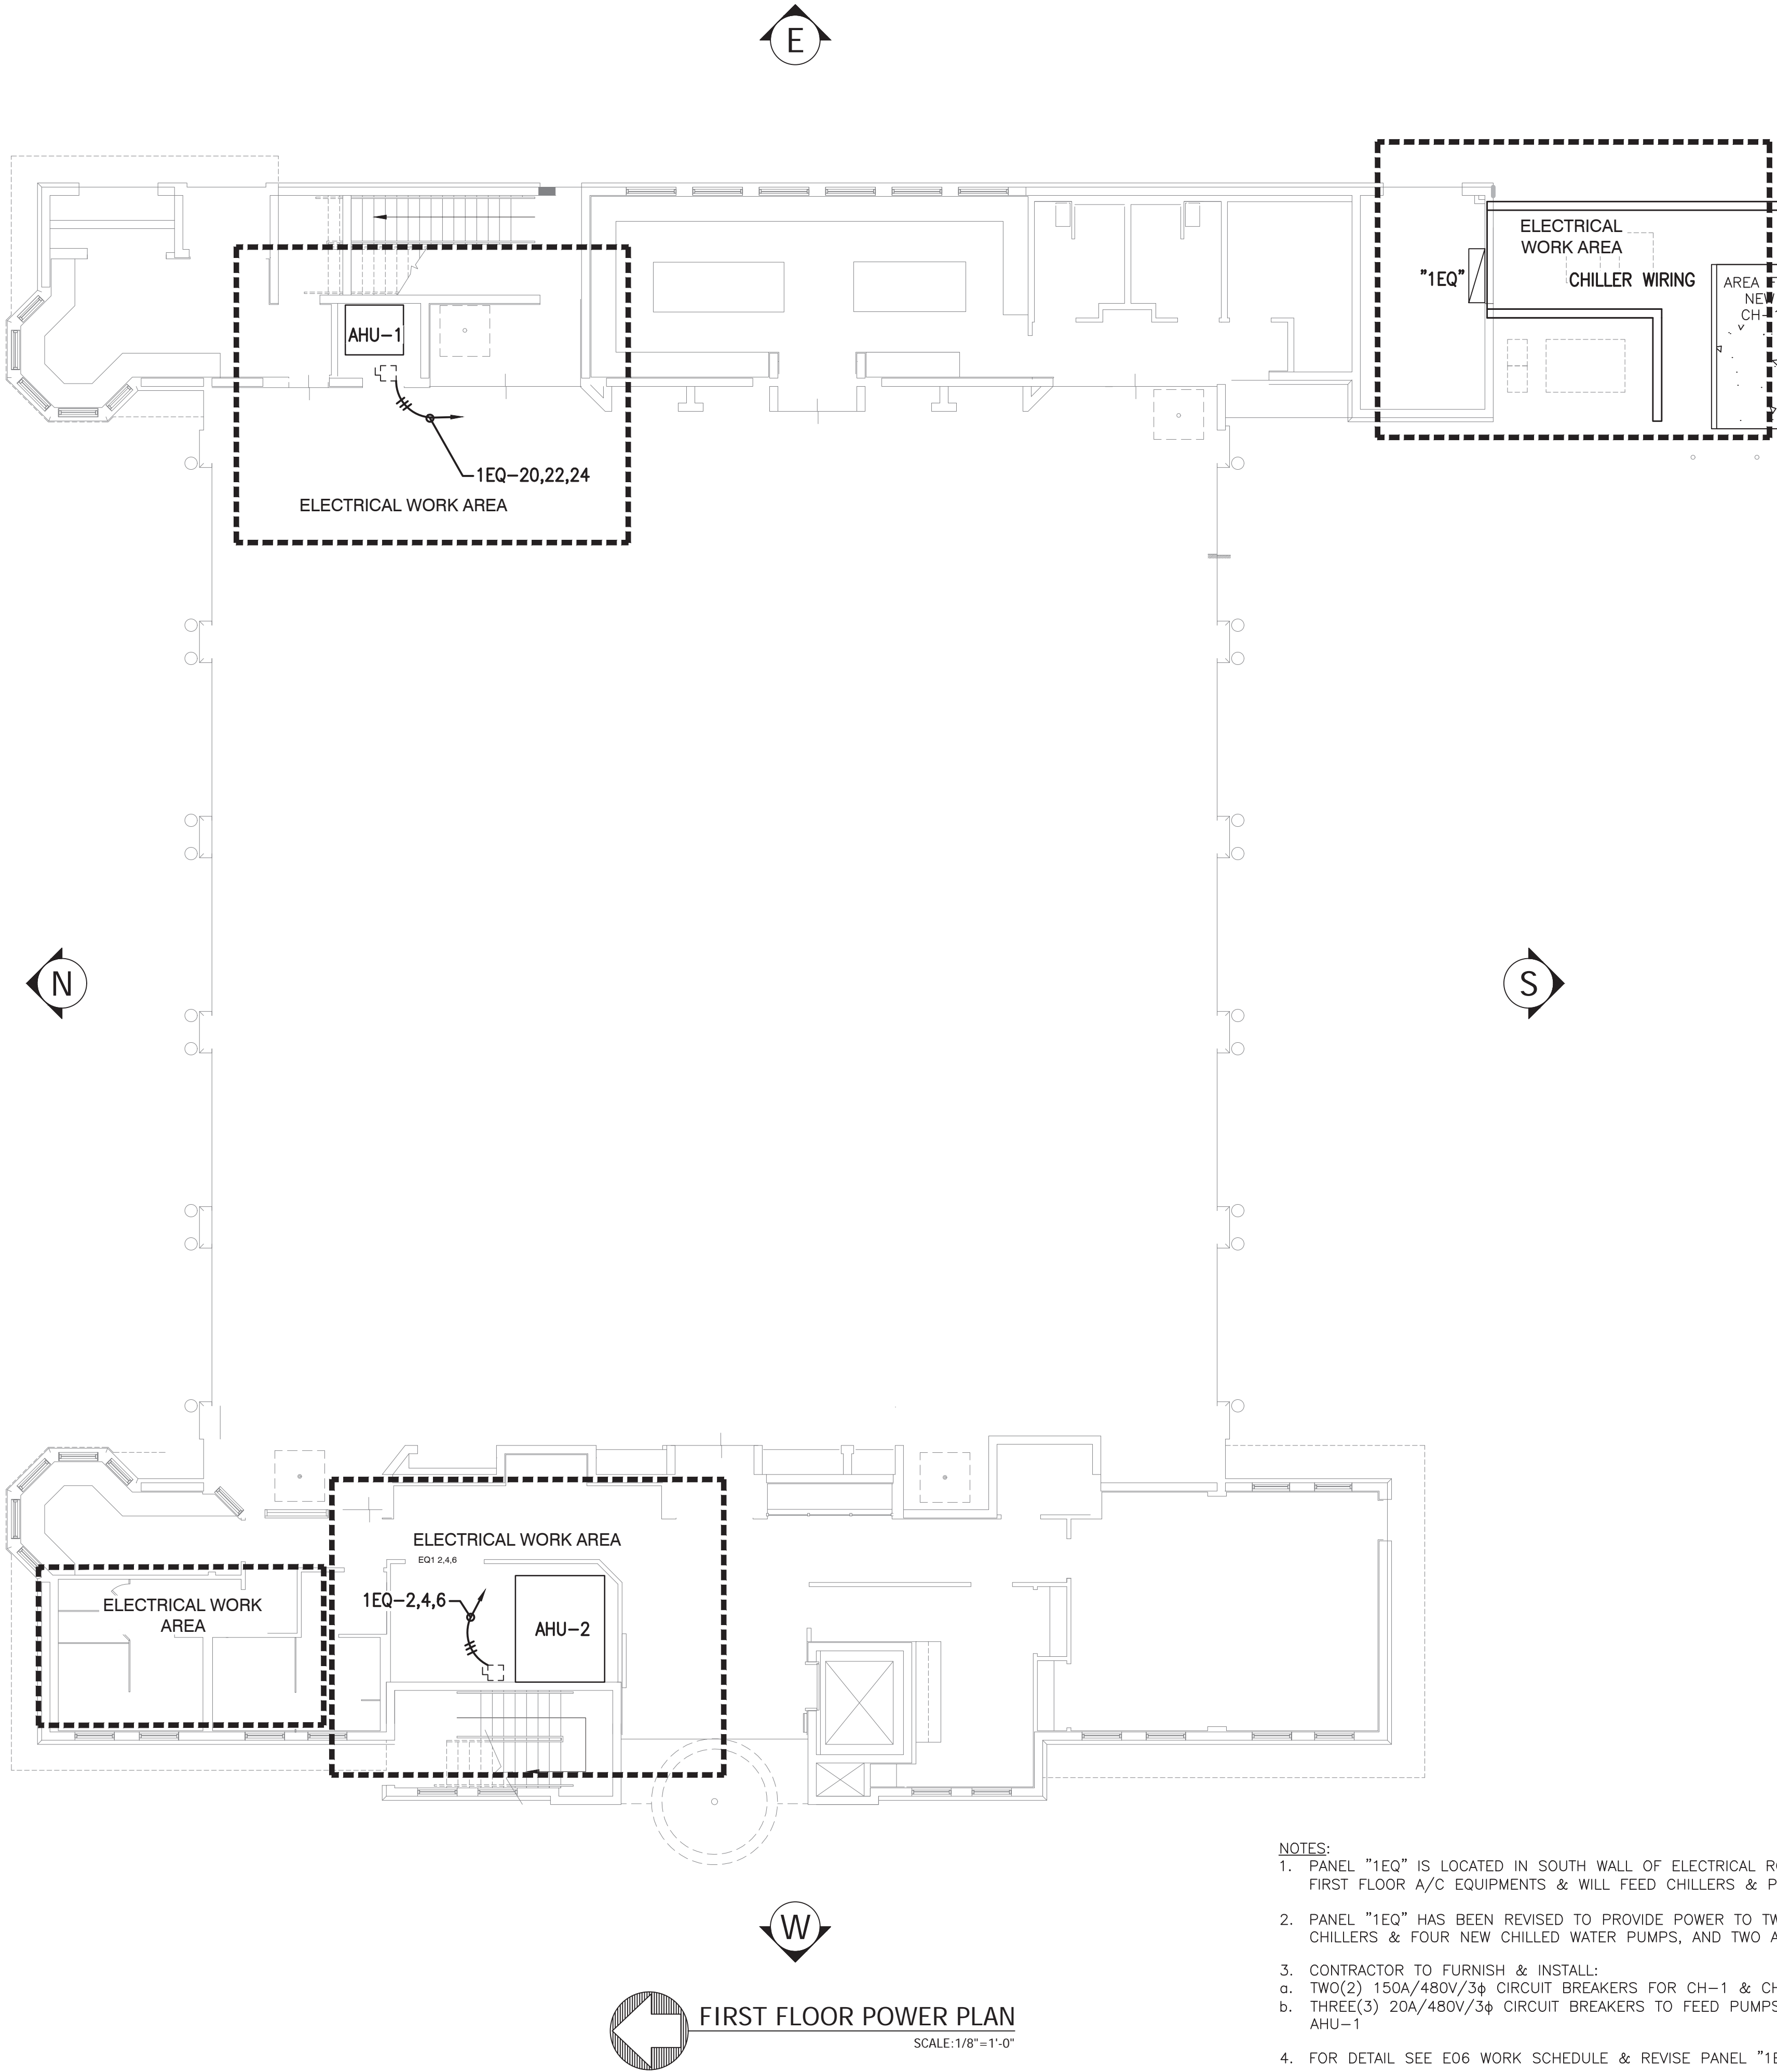 E
ELECTRICAL
WORK AREA
"1EQ"
CHILLER WIRING
AREA
NEW
CH-1
AHU-1
1EQ-20,22,24
ELECTRICAL WORK AREA
N
S
ELECTRICAL WORK AREA
EQ1 2,4,6
1EQ-2,4,6
AHU-2
ELECTRICAL WORK
AREA
W
FIRST FLOOR POWER PLAN
SCALE:1/8"=1'-0"
NOTES:
1. PANEL "1EQ" IS LOCATED IN SOUTH WALL OF ELECTRICAL
FIRST FLOOR A/C EQUIPMENTS & WILL FEED CHILLERS &
2. PANEL "1EQ" HAS BEEN REVISED TO PROVIDE POWER TO
CHILLERS & FOUR NEW CHILLED WATER PUMPS, AND TWO
3. CONTRACTOR TO FURNISH & INSTALL:
a. TWO(2) 150A/480V/3ϕ CIRCUIT BREAKERS FOR CH-1 &
b. THREE(3) 20A/480V/3ϕ CIRCUIT BREAKERS TO FEED PUMPS
AHU-1
4. FOR DETAIL SEE E06 WORK SCHEDULE & REVISE PANEL